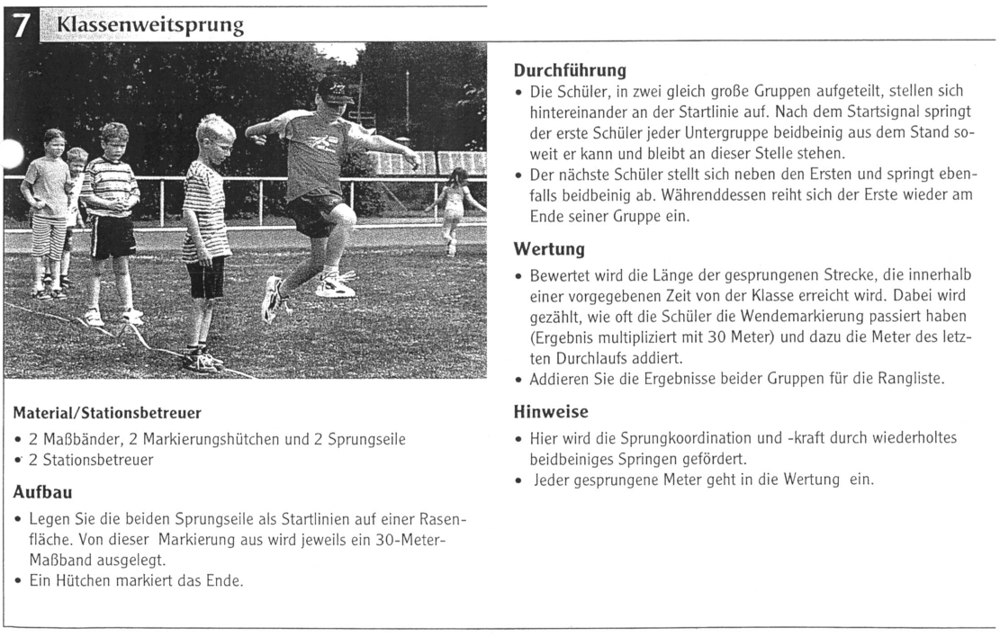 7 Klassenweitsprung
Material/Stationsbetreuer
• 2 Maßbänder, 2 Markierungshütchen und 2 Sprungseile
• 2 Stationsbetreuer
Aufbau
• Legen Sie die beiden Sprungseile als Startlinien auf einer Rasen-
fläche. Von dieser Markierung aus wird jeweils ein 30-Meter-
Maßband ausgelegt.
• Ein Hütchen markiert das Ende.
Durchführung
• Die Schüler, in zwei gleich große Gruppen aufgeteilt, stellen sich
hintereinander an der Startlinie auf. Nach dem Startsignal springt
der erste Schüler jeder Untergruppe beidbeinig aus dem Stand so-
weit er kann und bleibt an dieser Stelle stehen.
• Der nächste Schüler stellt sich neben den Ersten und springt eben-
falls beidbeinig ab. Währenddessen reiht sich der Erste wieder am
Ende seiner Gruppe ein.
Wertung
• Bewertet wird die Länge der gesprungenen Strecke, die innerhalb
einer vorgegebenen Zeit von der Klasse erreicht wird. Dabei wird
gezählt, wie oft die Schüler die Wendemarkierung passiert haben
(Ergebnis multipliziert mit 30 Meter) und dazu die Meter des letz-
ten Durchlaufs addiert.
• Addieren Sie die Ergebnisse beider Gruppen für die Rangliste.
Hinweise
• Hier wird die Sprungkoordination und -kraft durch wiederholtes
beidbeiniges Springen gefördert.
• Jeder gesprungene Meter geht in die Wertung ein.